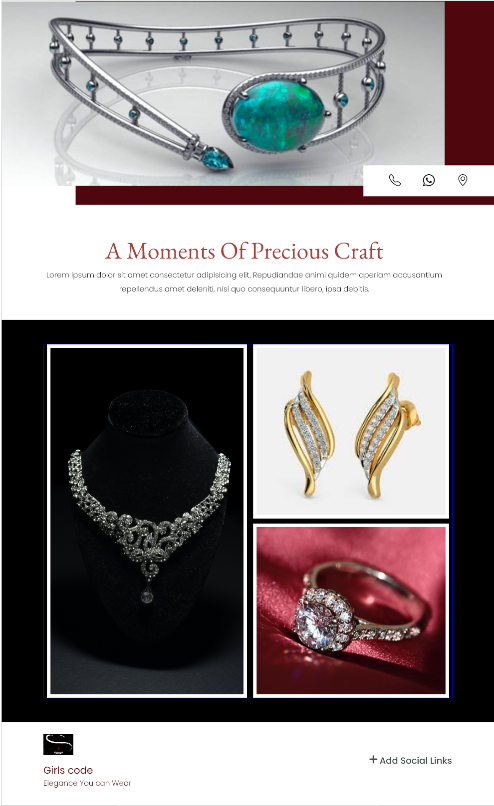 A Moments Of Precious Craft
Lorem ipsum dolor sit amet consectetur adipisicing elit. Repudiandae animi quidem aperiam accusantium
repellendus amet deleniti, nisi quo consequuntur libero, ipsa debitis.
Girls code
Elegance You can Wear
+ Add Social Links